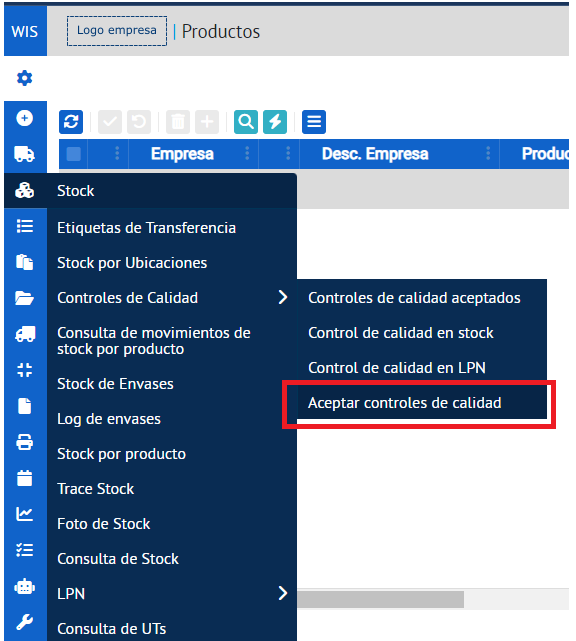 WIS
Logo empresa
Productos
Empresa
Desc. Empresa
Produc
Stock
Etiquetas de Transferencia
Stock por Ubicaciones
Controles de Calidad
Controles de calidad aceptados
Consulta de movimientos de
stock por producto
Control de calidad en stock
Control de calidad en LPN
Stock de Envases
Aceptar controles de calidad
Log de envases
Stock por producto
Trace Stock
Foto de Stock
Consulta de Stock
LPN
Consulta de UTs